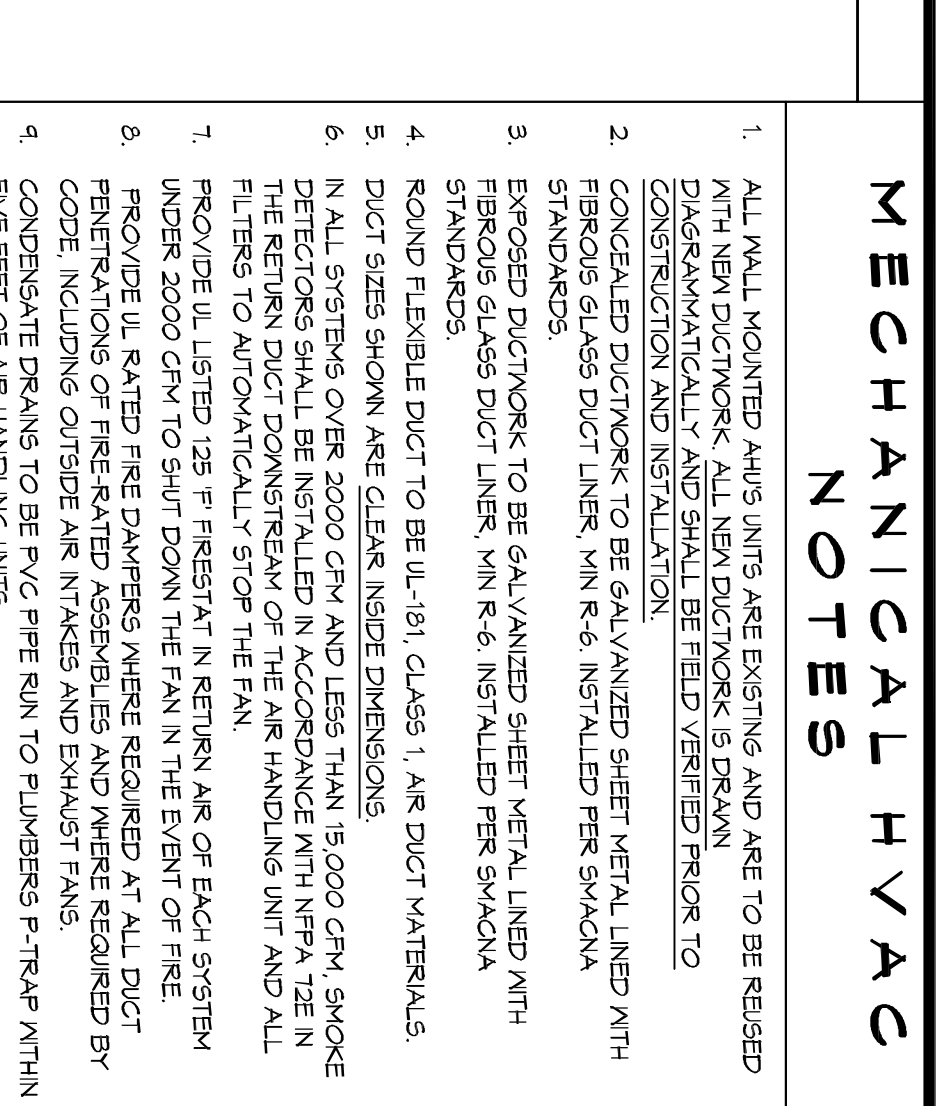 MECHANICAL HVAC
NOTES
1. ALL WALL MOUNTED AHU'S UNITS ARE EXISTING AND ARE TO BE REUSED
WITH NEW DUCTWORK. ALL NEW DUCTWORK IS DRAWN
DIAGRAMMATICALLY AND SHALL BE FIELD VERIFIED PRIOR TO
CONSTRUCTION AND INSTALLATION.
2. CONCEALED DUCTWORK TO BE GALVANIZED SHEET METAL LINED WITH
FIBROUS GLASS DUCT LINER, MIN R-6. INSTALLED PER SMACNA
STANDARDS.
3. EXPOSED DUCTWORK TO BE GALVANIZED SHEET METAL LINED WITH
FIBROUS GLASS DUCT LINER, MIN R-6. INSTALLED PER SMACNA
STANDARDS.
4. ROUND FLEXIBLE DUCT TO BE UL-181, CLASS 1, AIR DUCT MATERIALS.
5. DUCT SIZES SHOWN ARE CLEAR INSIDE DIMENSIONS.
6. IN ALL SYSTEMS OVER 2000 CFM AND LESS THAN 15,000 CFM, SMOKE
DETECTORS SHALL BE INSTALLED IN ACCORDANCE WITH NFPA 72E IN
THE RETURN DUCT DOWNSTREAM OF THE AIR HANDLING UNIT AND ALL
FILTERS TO AUTOMATICALLY STOP THE FAN.
7. PROVIDE UL LISTED 125 'F' FIRESTAT IN RETURN AIR OF EACH SYSTEM
UNDER 2000 CFM TO SHUT DOWN THE FAN IN THE EVENT OF FIRE.
8. PROVIDE UL RATED FIRE DAMPERS WHERE REQUIRED AT ALL DUCT
PENETRATIONS OF FIRE-RATED ASSEMBLIES AND WHERE REQUIRED BY
CODE, INCLUDING OUTSIDE AIR INTAKES AND EXHAUST FANS.
9. CONDENSATE DRAINS TO BE PVC PIPE RUN TO PLUMBERS P-TRAP WITHIN
FIVE FEET OF AIR HANDLING UNITS